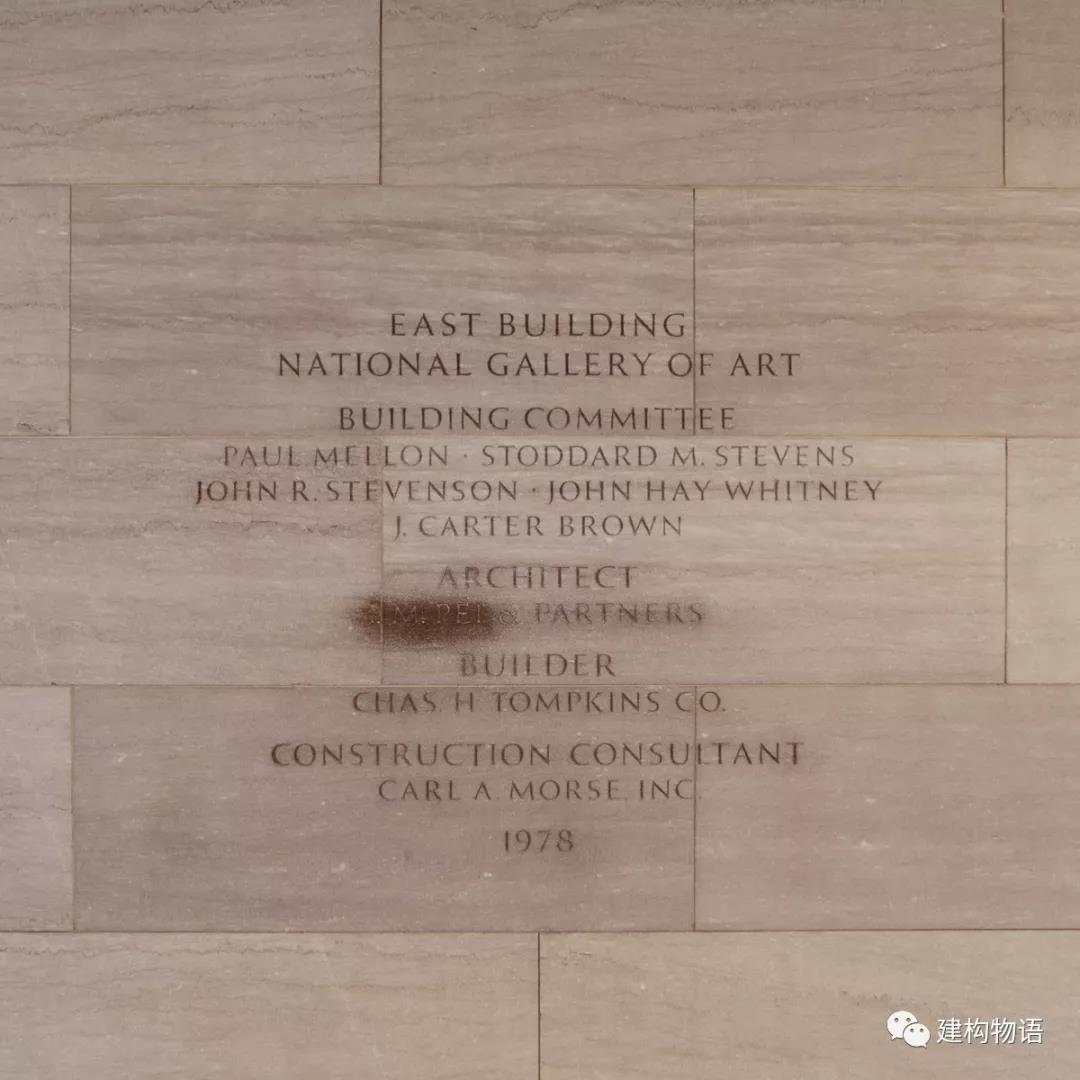 EAST BUILDING
NATIONAL GALLERY OF ART
BUILDING COMMITTEE
PAUL MELLON · STODDARD M. STEVENS
JOHN R. STEVENSON · JOHN HAY WHITNEY
J. CARTER BROWN
ARCHITECT
M. PEI & PARTNERS
BUILDER
CHAS. H. TOMPKINS CO.
CONSTRUCTION CONSULTANT
CARL A. MORSE, INC.
1978
建构物语